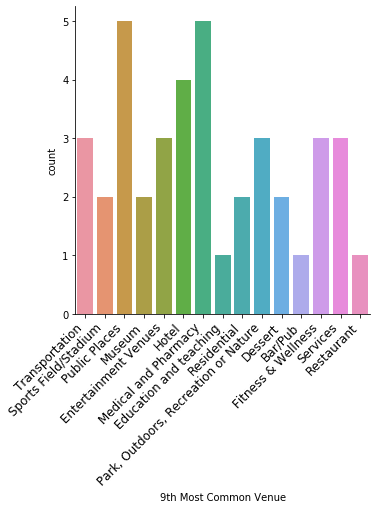 5
4
3
2
1
0
count
Transportation
Sports Field/Stadium
Public Places
Museum
Entertainment Venues
Hotel
Medical and Pharmacy
Education and teaching
Residential
Park, Outdoors, Recreation or Nature
Dessert
Bar/Pub
Fitness & Wellness
Services
Restaurant
9th Most Common Venue